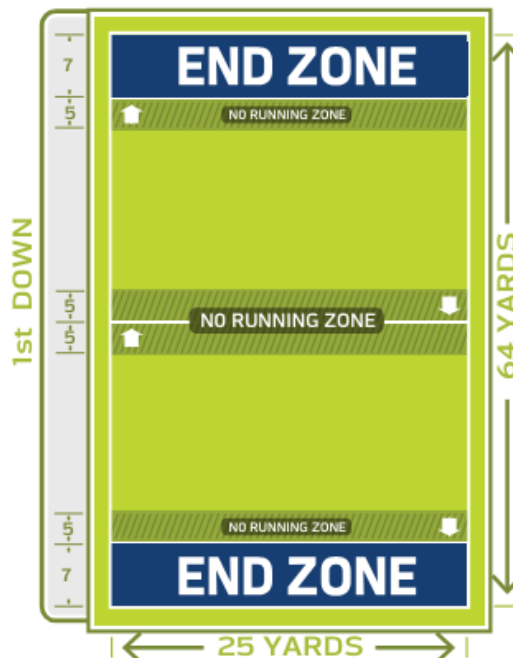 END ZONE
7
5
NO RUNNING ZONE
1st DOWN
5
NO RUNNING ZONE
5
64 YARDS
5
NO RUNNING ZONE
7
END ZONE
25 YARDS